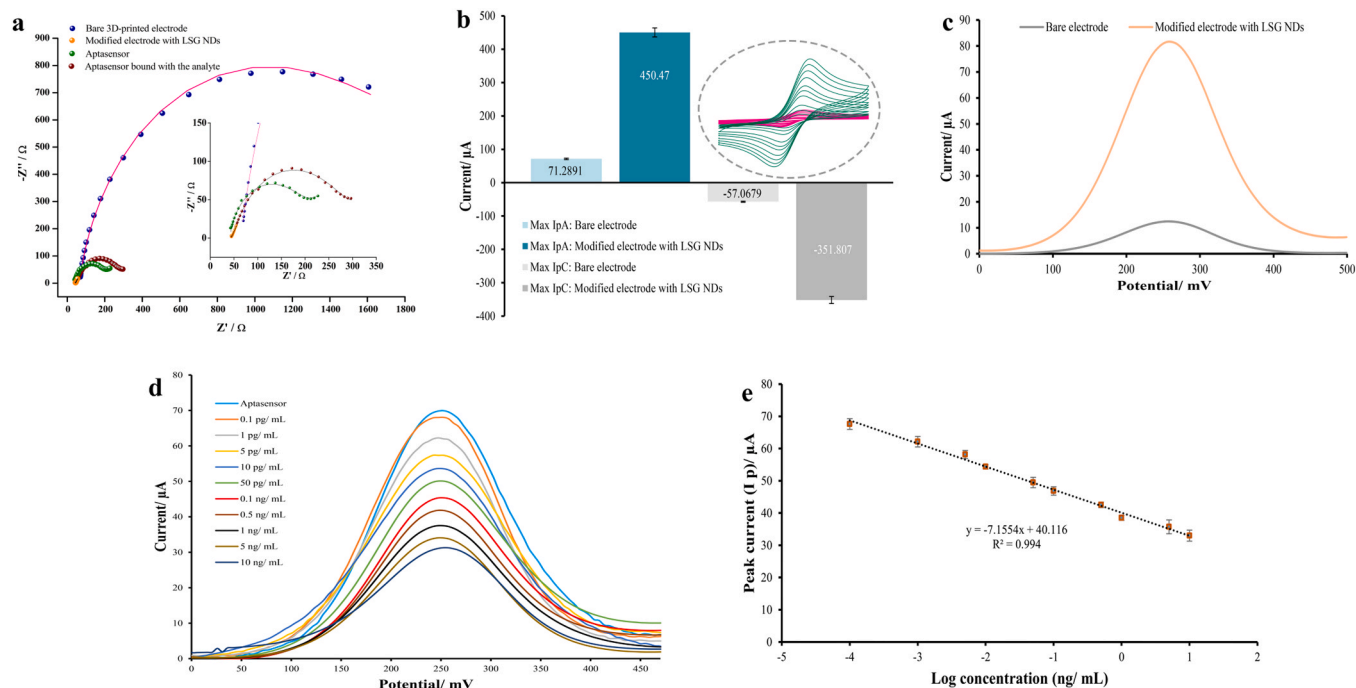 a
Bare 3D-printed electrode
Modified electrode with LSG NDs
Aptasensor
Aptasensor bound with the analyte
900
800
700
600
500
400
300
200
100
0
-Z'' / Ω
0 200 400 600 800 1000 1200 1400 1600 1800
Z' / Ω
150
100
50
0
-Z'' / Ω
0 50 100 150 200 250 300 350
Z' / Ω
b
500
400
300
200
100
0
-100
-200
-300
-400
Current/ µA
450.47
71.2891
-57.0679
-351.807
Max IpA: Bare electrode
Max IpA: Modified electrode with LSG NDs
Max IpC: Bare electrode
Max IpC: Modified electrode with LSG NDs
c
Bare electrode
Modified electrode with LSG NDs
90
80
70
60
50
40
30
20
10
0
Current/ µA
0 100 200 300 400 500
Potential/ mV
d
80
70
60
50
40
30
20
10
0
Current/ µA
Aptasensor
0.1 pg/ mL
1 pg/ mL
5 pg/ mL
10 pg/ mL
50 pg/ mL
0.1 ng/ mL
0.5 ng/ mL
1 ng/ mL
5 ng/ mL
10 ng/ mL
0 50 100 150 200 250 300 350 400 450
Potential/ mV
e
80
70
60
50
40
30
20
10
0
Peak current (I p)/ µA
y = -7.1554x + 40.116
R² = 0.994
-5 -4 -3 -2 -1 0 1 2
Log concentration (ng/ mL)